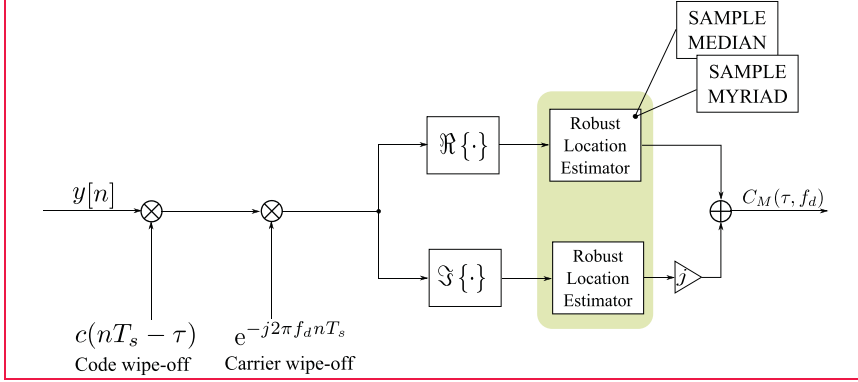 SAMPLE
MEDIAN
SAMPLE
MYRIAD
ℜ{·}
Robust
Location
Estimator
y[n]
C_M(τ, f_d)
ℑ{·}
Robust
Location
Estimator
j
c(nT_s − τ)
Code wipe-off
e^{−j2πf_d nT_s}
Carrier wipe-off